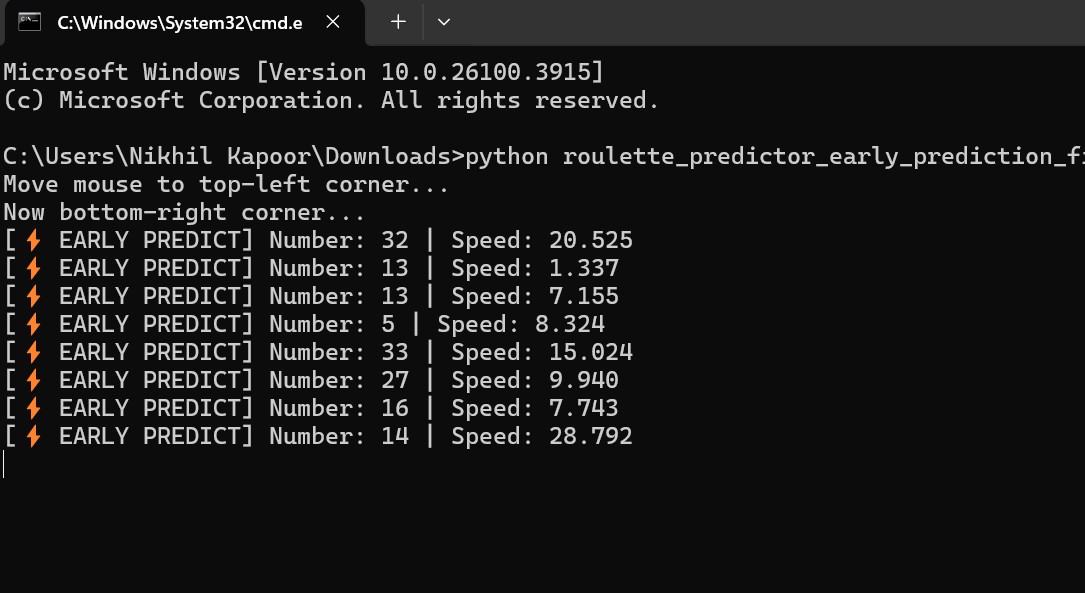 C:\Windows\System32\cmd.e
Microsoft Windows [Version 10.0.26100.3915]
(c) Microsoft Corporation. All rights reserved.
C:\Users\Nikhil Kapoor\Downloads>python roulette_predictor_early_prediction_fi
Move mouse to top-left corner...
Now bottom-right corner...
[⚡ EARLY PREDICT] Number: 32 | Speed: 20.525
[⚡ EARLY PREDICT] Number: 13 | Speed: 1.337
[⚡ EARLY PREDICT] Number: 13 | Speed: 7.155
[⚡ EARLY PREDICT] Number: 5 | Speed: 8.324
[⚡ EARLY PREDICT] Number: 33 | Speed: 15.024
[⚡ EARLY PREDICT] Number: 27 | Speed: 9.940
[⚡ EARLY PREDICT] Number: 16 | Speed: 7.743
[⚡ EARLY PREDICT] Number: 14 | Speed: 28.792